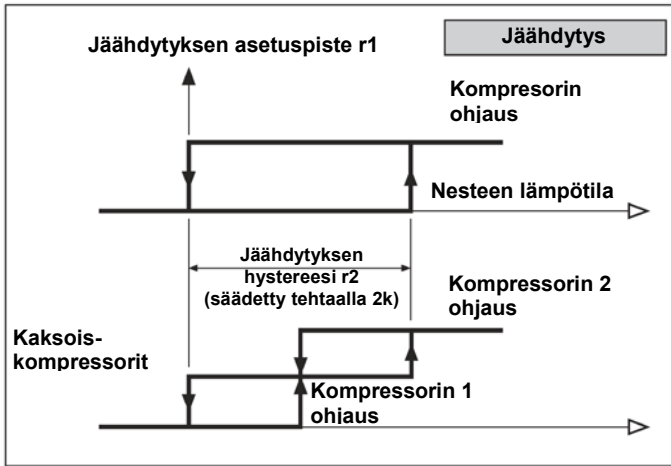 Jäähdytyksen asetuspiste r1
Jäähdytys
Kompresorin
ohjaus
Nesteen lämpötila
Jäähdytyksen
hystereesi r2
(säädetty tehtaalla 2k)
Kompressorin 2
ohjaus
Kaksois-
kompressorit
Kompressorin 1
ohjaus